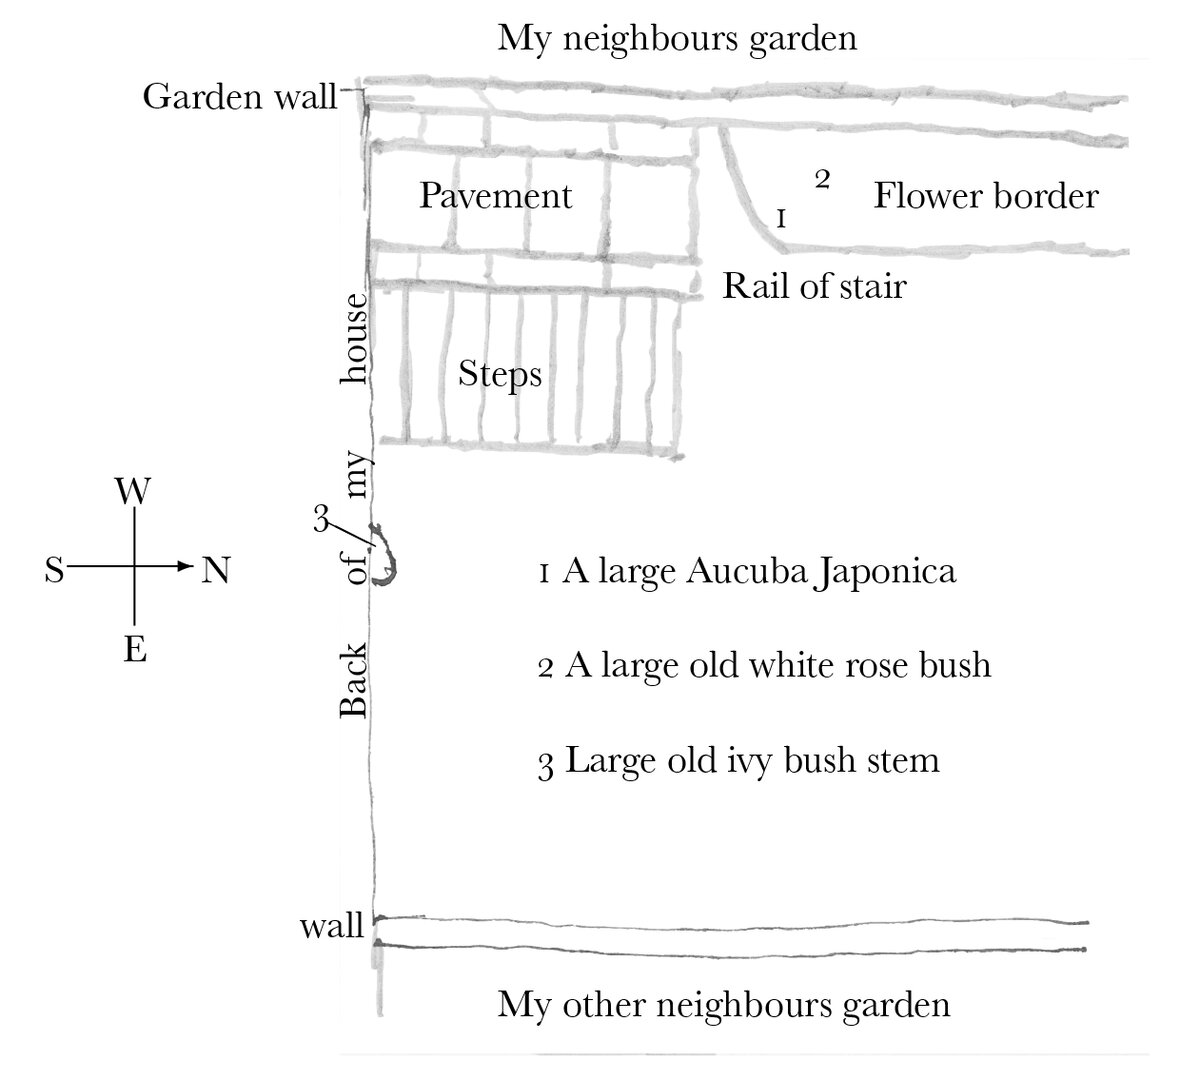 My neighbours garden
Garden wall
Pavement
2
Flower border
1
Rail of stair
Steps
Back of my house
W
S
N
E
3
1 A large Aucuba Japonica
2 A large old white rose bush
3 Large old ivy bush stem
wall
My other neighbours garden